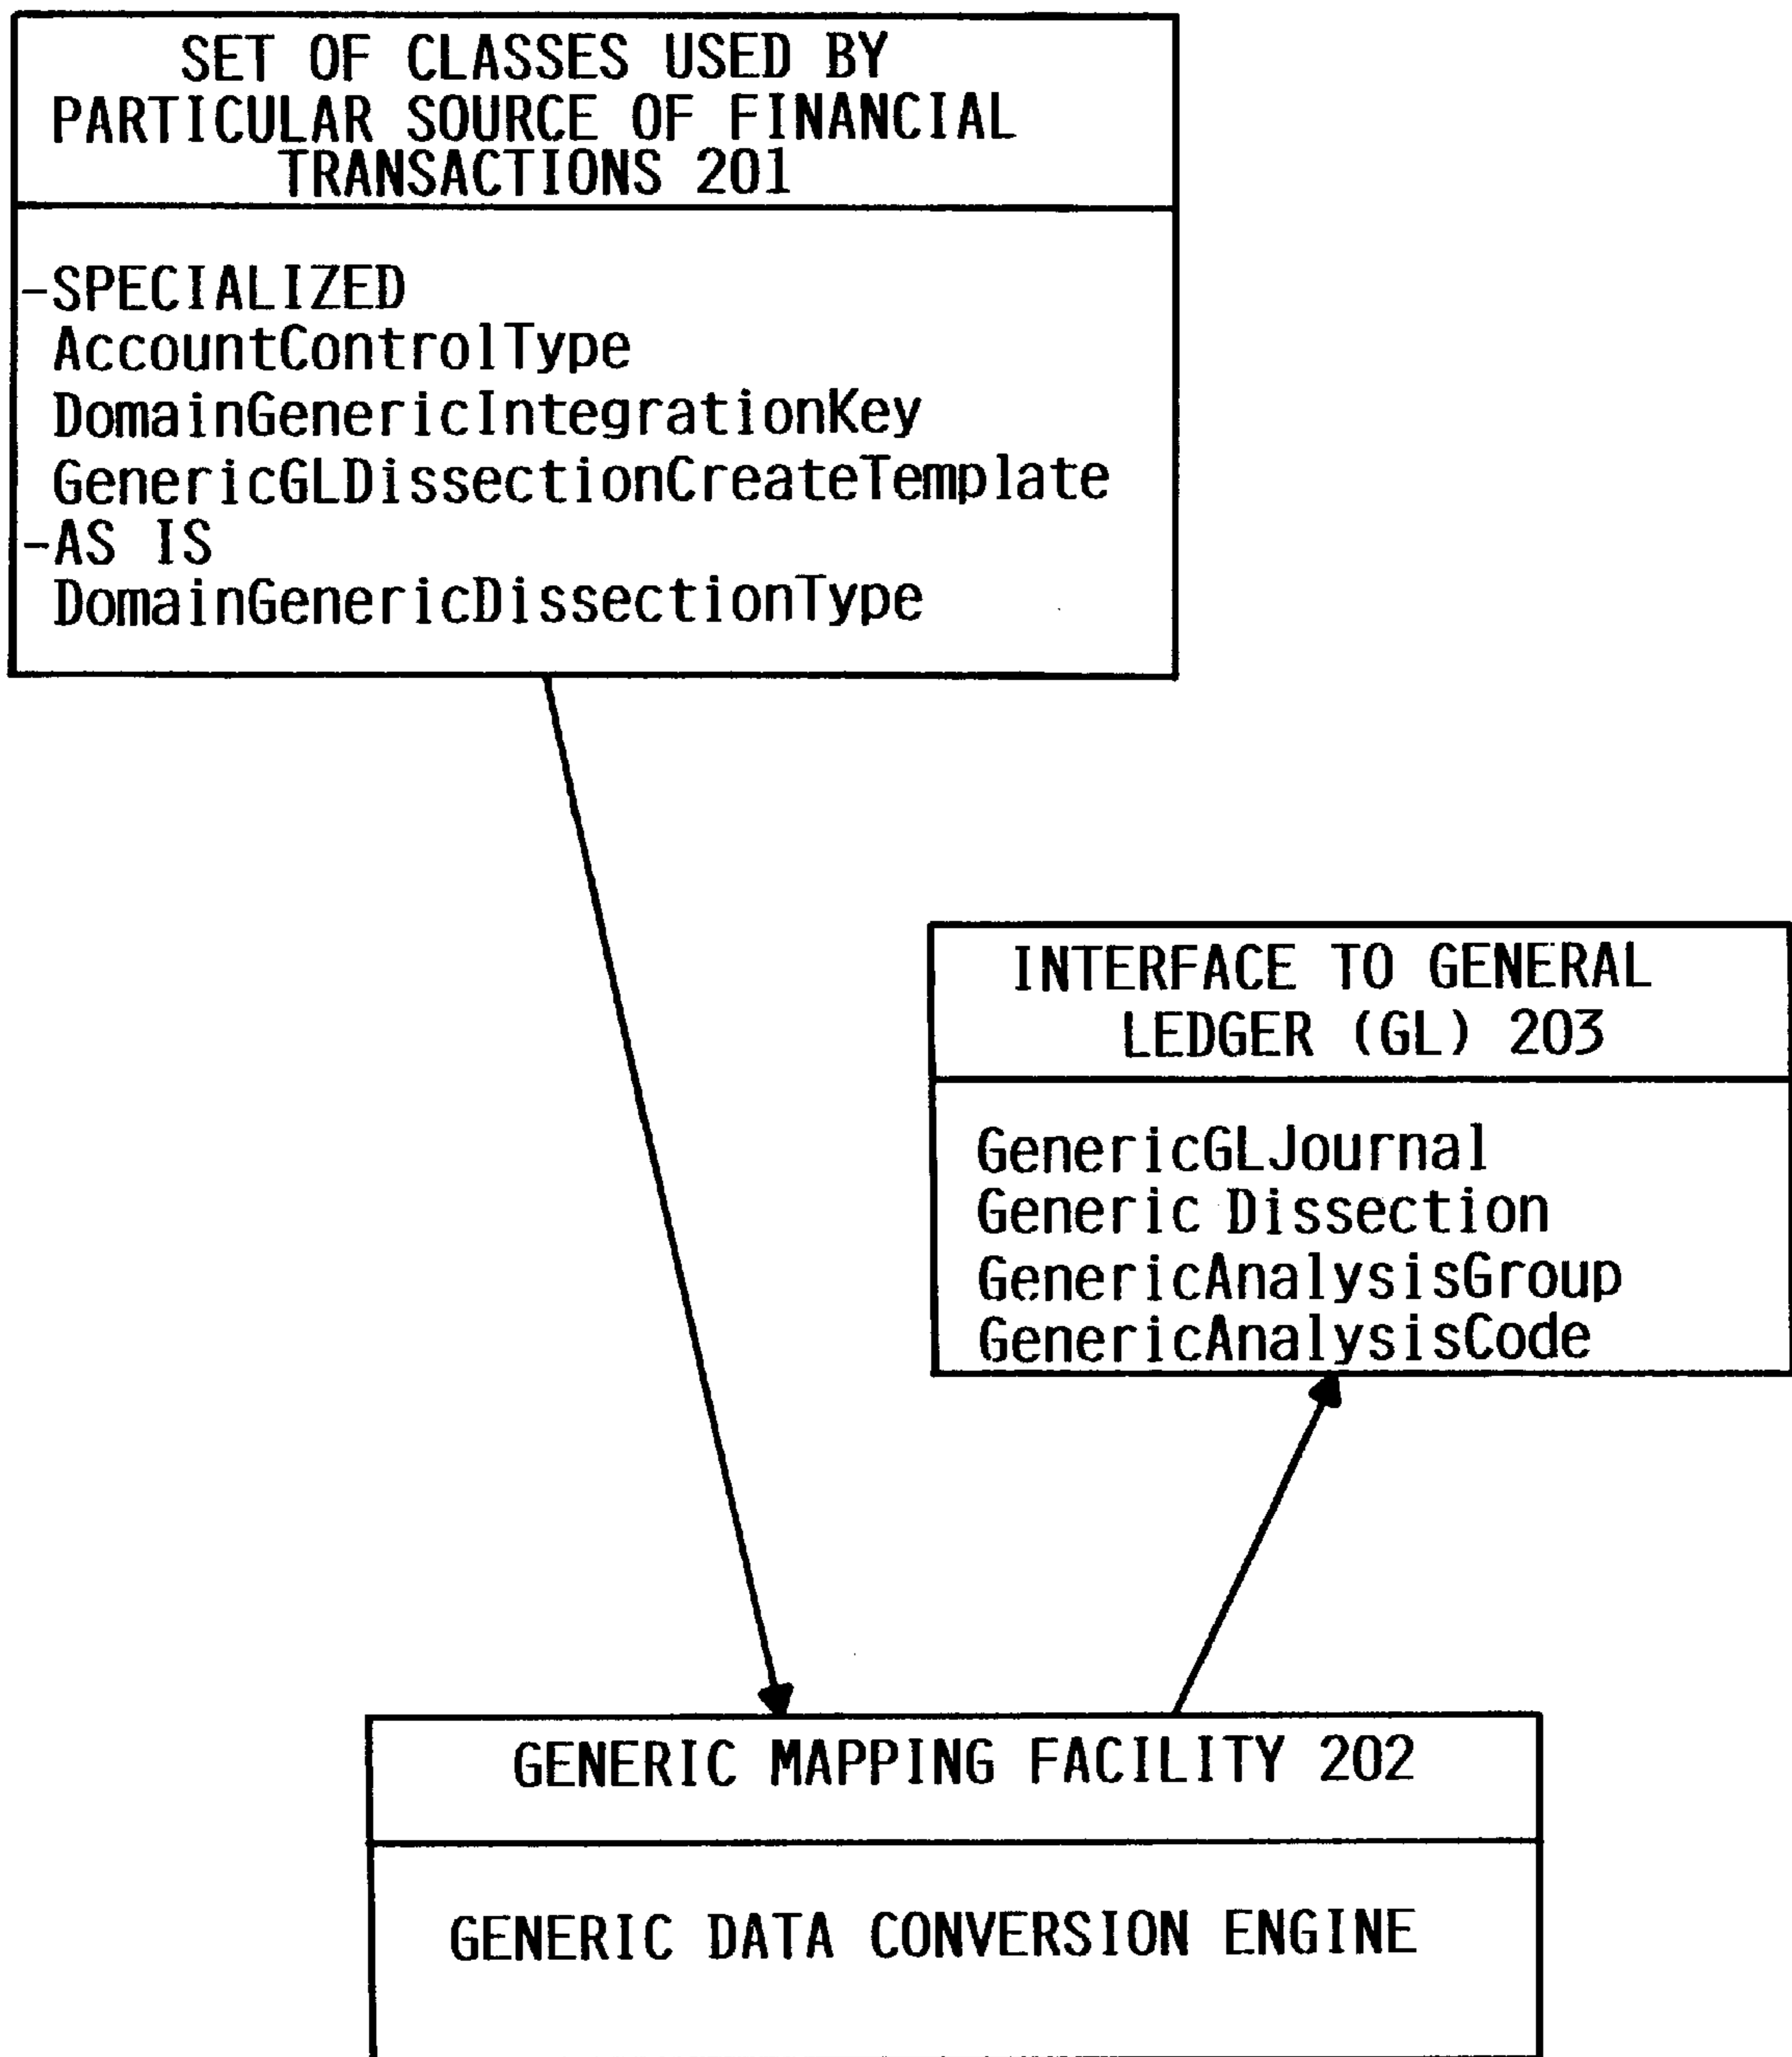 SET OF CLASSES USED BY
PARTICULAR SOURCE OF FINANCIAL
TRANSACTIONS 201
-SPECIALIZED
AccountControlType
DomainGenericIntegrationKey
GenericGLDissectionCreateTemplate
-AS IS
DomainGenericDissectionType
INTERFACE TO GENERAL
LEDGER (GL) 203
GenericGLJournal
Generic Dissection
GenericAnalysisGroup
GenericAnalysisCode
GENERIC MAPPING FACILITY 202
GENERIC DATA CONVERSION ENGINE